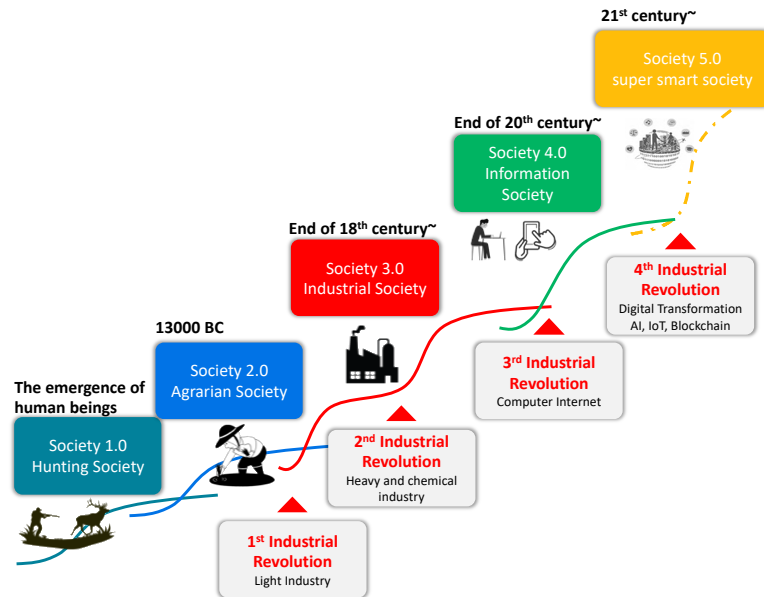 21st century~
Society 5.0
super smart society
End of 20th century~
Society 4.0
Information
Society
End of 18th century~
Society 3.0
Industrial Society
13000 BC
Society 2.0
Agrarian Society
The emergence of
human beings
Society 1.0
Hunting Society
1st Industrial
Revolution
Light Industry
2nd Industrial
Revolution
Heavy and chemical
industry
3rd Industrial
Revolution
Computer Internet
4th Industrial
Revolution
Digital Transformation
AI, IoT, Blockchain